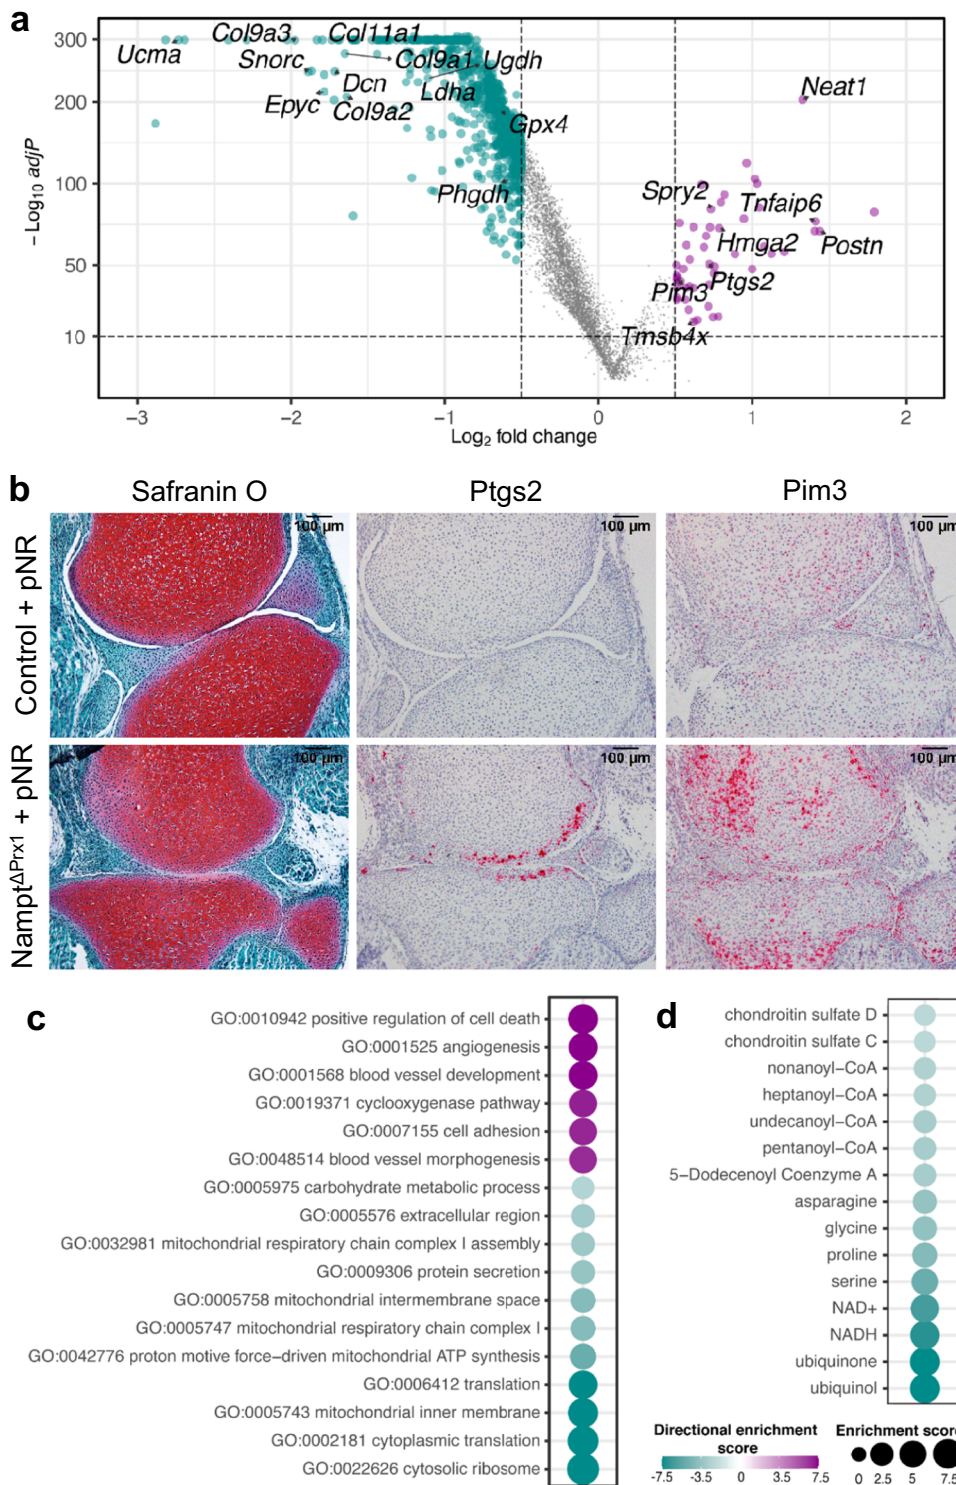 a
300
200
100
50
10
– Log10 adjP
Ucma
Col9a3
Col11a1
Snorc
Col9a1
Ugdh
Dcn
Ldha
Epyc
Col9a2
Gpx4
Phgdh
Neat1
Spry2
Tnfaip6
Hmga2
Postn
Ptgs2
Pim3
Tmsb4x
−3
−2
−1
0
1
2
Log2 fold change
b
Safranin O
Ptgs2
Pim3
Control + pNR
100 µm
100 µm
100 µm
NamptΔPrx1 + pNR
100 µm
100 µm
100 µm
c
GO:0010942 positive regulation of cell death
GO:0001525 angiogenesis
GO:0001568 blood vessel development
GO:0019371 cyclooxygenase pathway
GO:0007155 cell adhesion
GO:0048514 blood vessel morphogenesis
GO:0005975 carbohydrate metabolic process
GO:0005576 extracellular region
GO:0032981 mitochondrial respiratory chain complex I assembly
GO:0009306 protein secretion
GO:0005758 mitochondrial intermembrane space
GO:0005747 mitochondrial respiratory chain complex I
GO:0042776 proton motive force−driven mitochondrial ATP synthesis
GO:0006412 translation
GO:0005743 mitochondrial inner membrane
GO:0002181 cytoplasmic translation
GO:0022626 cytosolic ribosome
d
chondroitin sulfate D
chondroitin sulfate C
nonanoyl−CoA
heptanoyl−CoA
undecanoyl−CoA
pentanoyl−CoA
5−Dodecenoyl Coenzyme A
asparagine
glycine
proline
serine
NAD+
NADH
ubiquinone
ubiquinol
Directional enrichment
score
-7.5 -3.5 0 3.5 7.5
Enrichment score
0 2.5 5 7.5